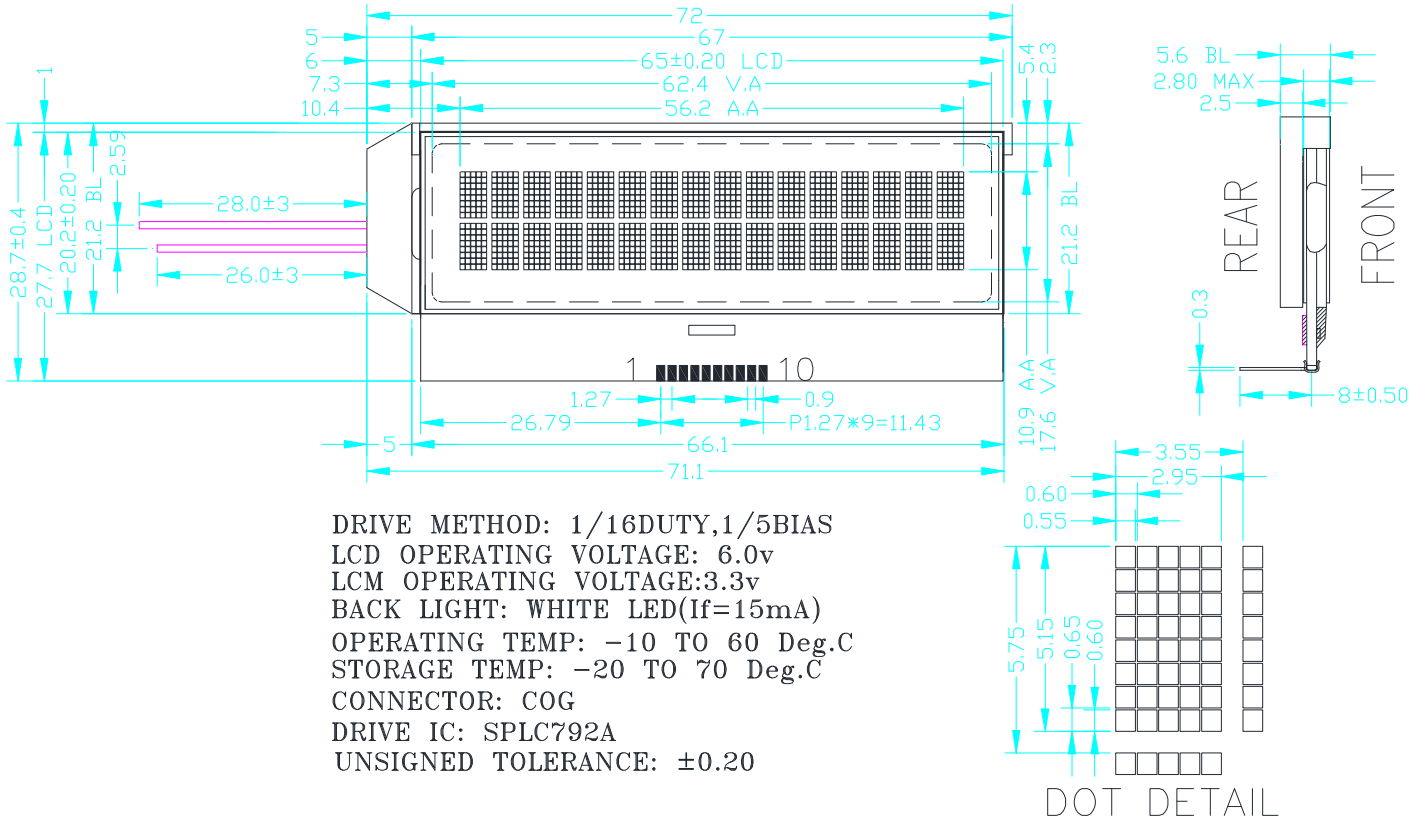 72
5
67
6
65±0.20 LCD
7.3
62.4 V.A
10.4
56.2 A.A
5.4
2.3
1
5.6 BL
2.80 MAX
2.5
28.7±0.4
27.7 LCD
20.2±0.20
21.2 BL
2.59
28.0±3
26.0±3
21.2 BL
10.9 A.A
17.6 V.A
REAR
FRONT
0.3
8±0.50
1
10
1.27
0.9
26.79
P1.27*9=11.43
5
66.1
71.1
DRIVE METHOD: 1/16DUTY,1/5BIAS
LCD OPERATING VOLTAGE: 6.0v
LCM OPERATING VOLTAGE:3.3v
BACK LIGHT: WHITE LED(If=15mA)
OPERATING TEMP: -10 TO 60 Deg.C
STORAGE TEMP: -20 TO 70 Deg.C
CONNECTOR: COG
DRIVE IC: SPLC792A
UNSIGNED TOLERANCE: ±0.20
3.55
2.95
0.60
0.55
5.75
5.15
0.65
0.60
DOT DETAIL